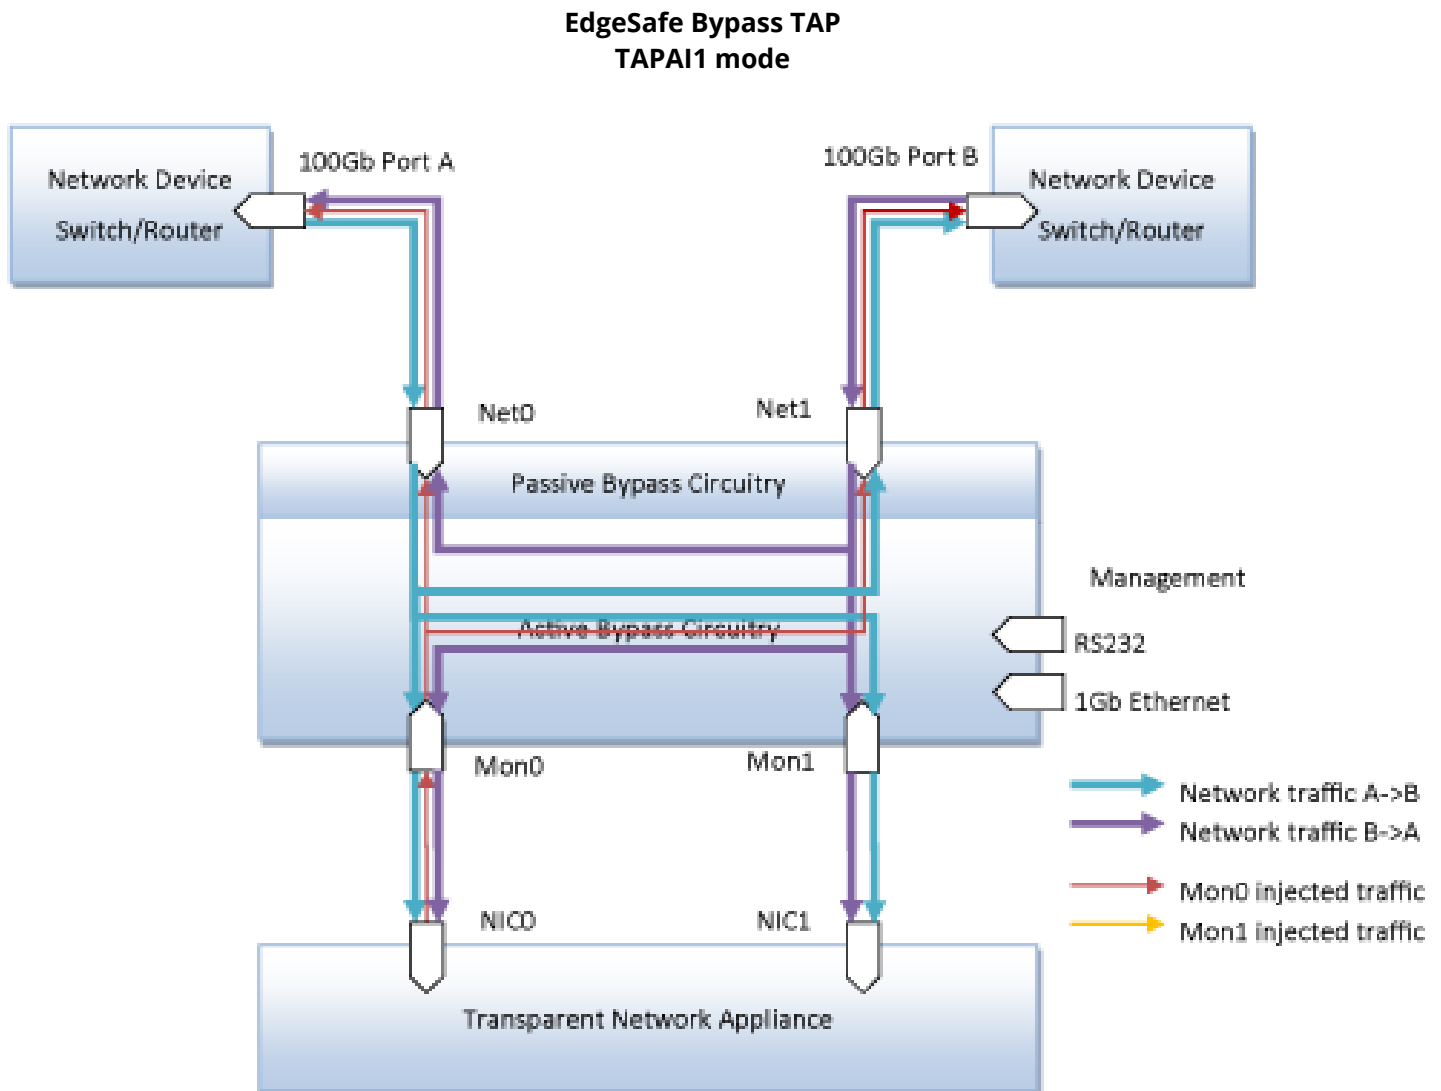 EdgeSafe Bypass TAP
TAPAI1 mode
100Gb Port A
100Gb Port B
Network Device
Switch/Router
Network Device
Switch/Router
Net0
Net1
Passive Bypass Circuitry
Management
Active Bypass Circuitry
RS232
1Gb Ethernet
Mon0
Mon1
Network traffic A->B
Network traffic B->A
Mon0 injected traffic
Mon1 injected traffic
NIC0
NIC1
Transparent Network Appliance